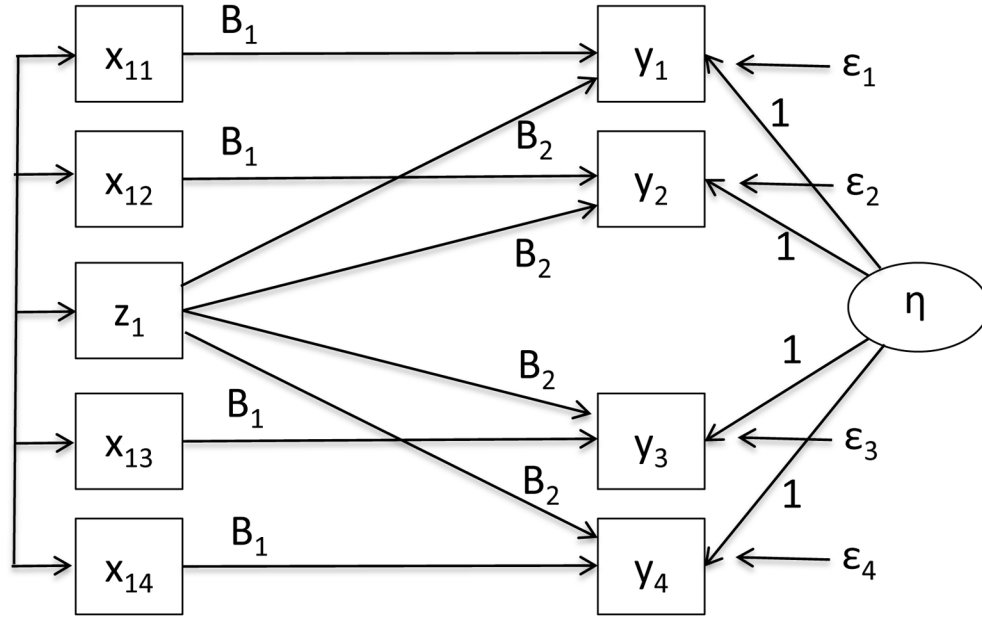 x₁₁ B₁ y₁ ε₁
1
x₁₂ B₁ B₂ y₂ ε₂
1
B₂
z₁ η
1
B₂
x₁₃ B₁ y₃ ε₃
B₂ 1
x₁₄ B₁ y₄ ε₄